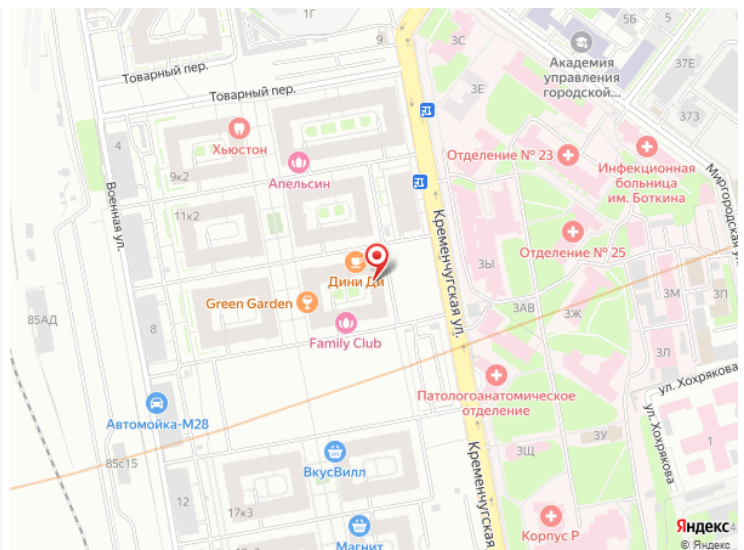 1Г
9
3С
5Б
5
Академия
управления
городской...
37Е
Товарный пер.
Товарный пер.
3Е
373
4
Хьюстон
Отделение № 23
Инфекционная
больница
им. Боткина
Миргородская ул.
9к2
Апельсин
Военная ул.
11к2
Кременчугская ул.
Отделение № 25
3Ы
Дини Ди
Green Garden
3АВ
3Ж
3М
3П
85АД
8
Family Club
3Л
ул. Хохрякова
Патологоанатомическое
отделение
Автомойка-М28
ул. Хохрякова
3У
1
85с15
3Щ
ВкусВилл
Кременчугская
12
17к3
Корпус Р
Яндекс
4
Магнит
© Яндекс